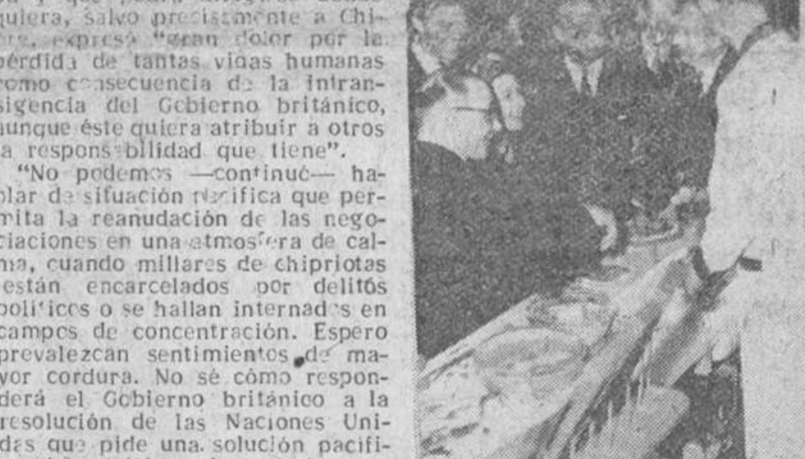 quiera, salvo precisamente a Chi-
pre, expresó "gran dolor por la
pérdida de tantas vidas humanas
como consecuencia de la intran-
sigencia del Gobierno británico,
aunque éste quiera atribuir a otros
la responsabilidad que tiene".
"No podemos —continuó— ha-
blar de situación pacífica que per-
mita la reanudación de las nego-
ciaciones en una atmosfera de cal-
ma, cuando millares de chipriotas
están encarcelados por delitos
políticos o se hallan internados en
campos de concentración. Espero
prevalezcan sentimientos de ma-
yor cordura. No sé cómo respon-
derá el Gobierno británico a la
resolución de las Naciones Uni-
das que pide una solución pacifi-